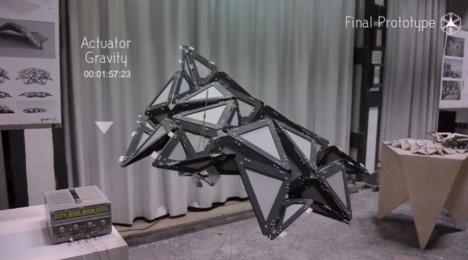 Final Prototype
Actuator
Gravity
00:01:57:23